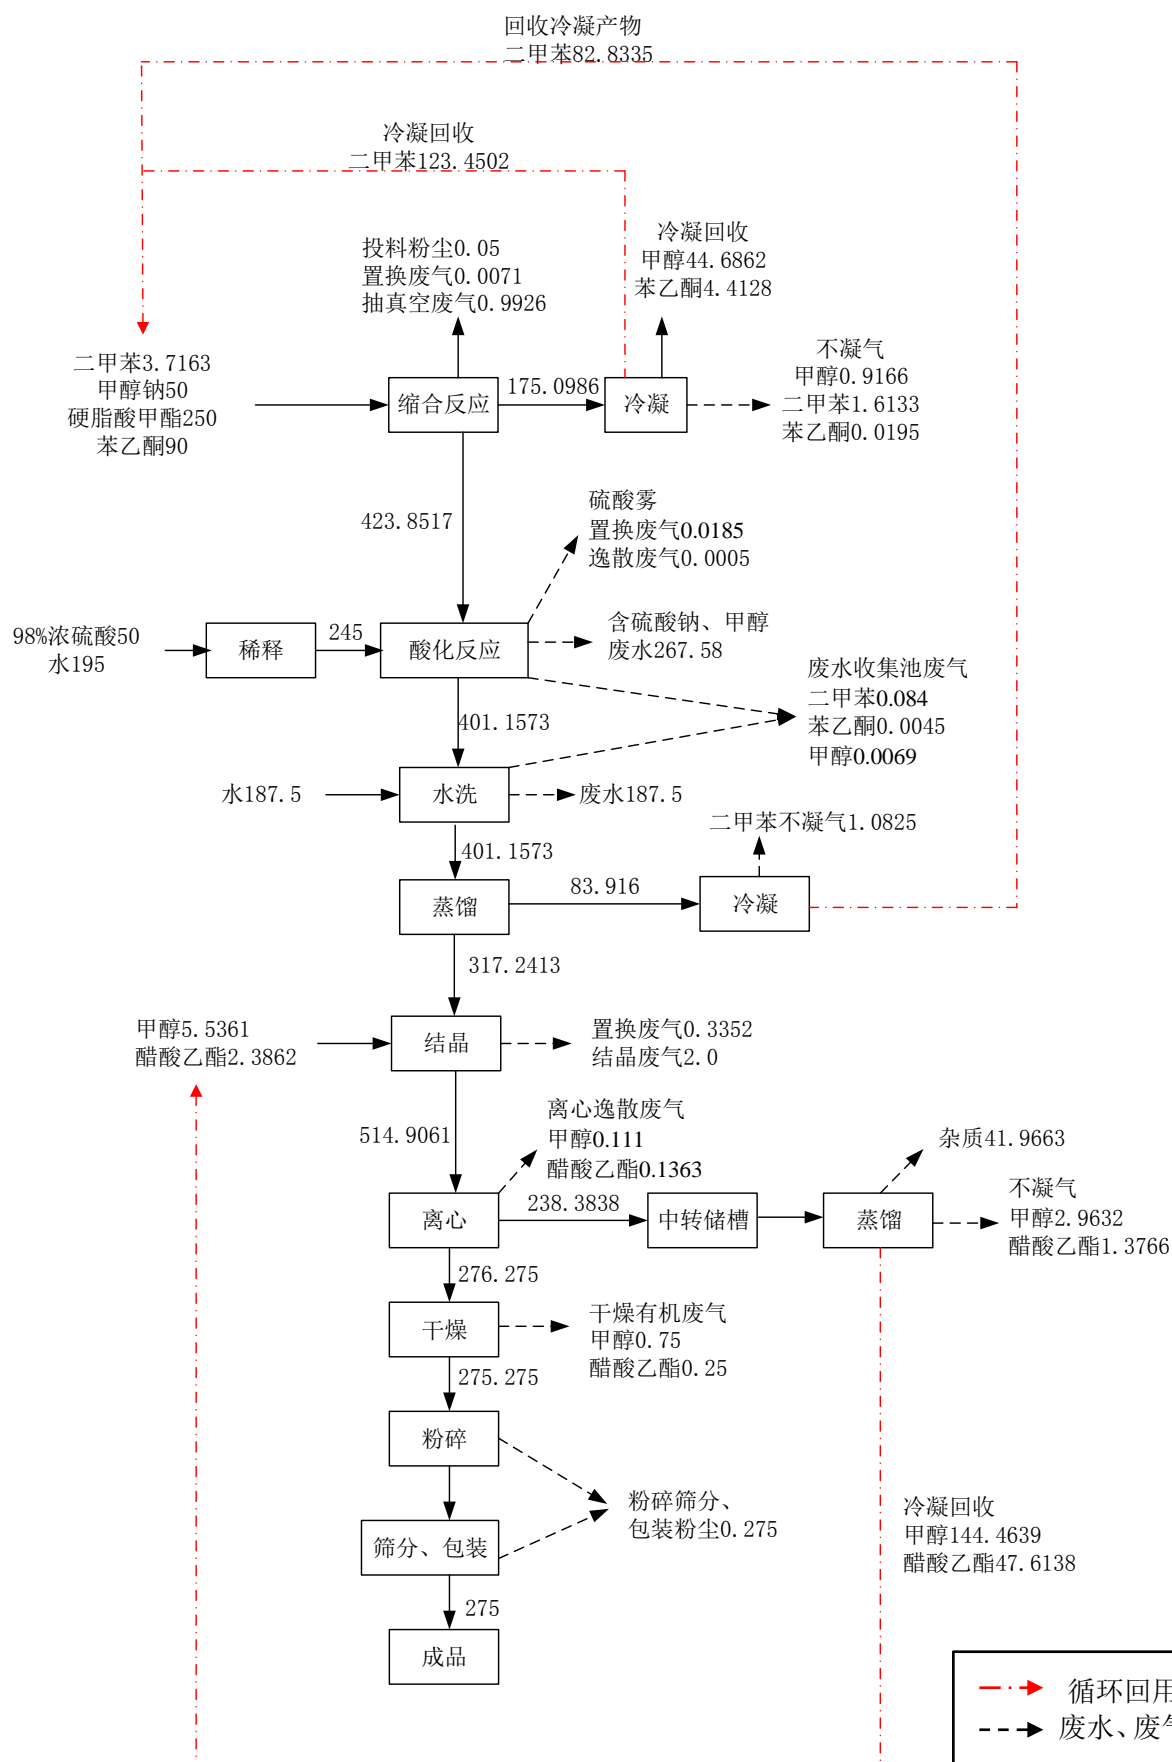 回收冷凝产物
二甲苯82.8335
冷凝回收
二甲苯123.4502
投料粉尘0.05
置换废气0.0071
抽真空废气0.9926
冷凝回收
甲醇44.6862
苯乙酮4.4128
二甲苯3.7163
甲醇钠50
硬脂酸甲酯250
苯乙酮90
缩合反应
175.0986
冷凝
不凝气
甲醇0.9166
二甲苯1.6133
苯乙酮0.0195
423.8517
硫酸雾
置换废气0.0185
逸散废气0.0005
98%浓硫酸50
水195
稀释
245
酸化反应
含硫酸钠、甲醇
废水267.58
废水收集池废气
二甲苯0.084
苯乙酮0.0045
甲醇0.0069
401.1573
水187.5
水洗
废水187.5
二甲苯不凝气1.0825
401.1573
蒸馏
83.916
冷凝
317.2413
甲醇5.5361
醋酸乙酯2.3862
结晶
置换废气0.3352
结晶废气2.0
514.9061
离心逸散废气
甲醇0.111
醋酸乙酯0.1363
杂质41.9663
离心
238.3838
中转储槽
蒸馏
不凝气
甲醇2.9632
醋酸乙酯1.3766
276.275
干燥
干燥有机废气
甲醇0.75
醋酸乙酯0.25
275.275
粉碎
粉碎筛分、
包装粉尘0.275
冷凝回收
甲醇144.4639
醋酸乙酯47.6138
筛分、包装
275
成品
循环回用
废水、废气